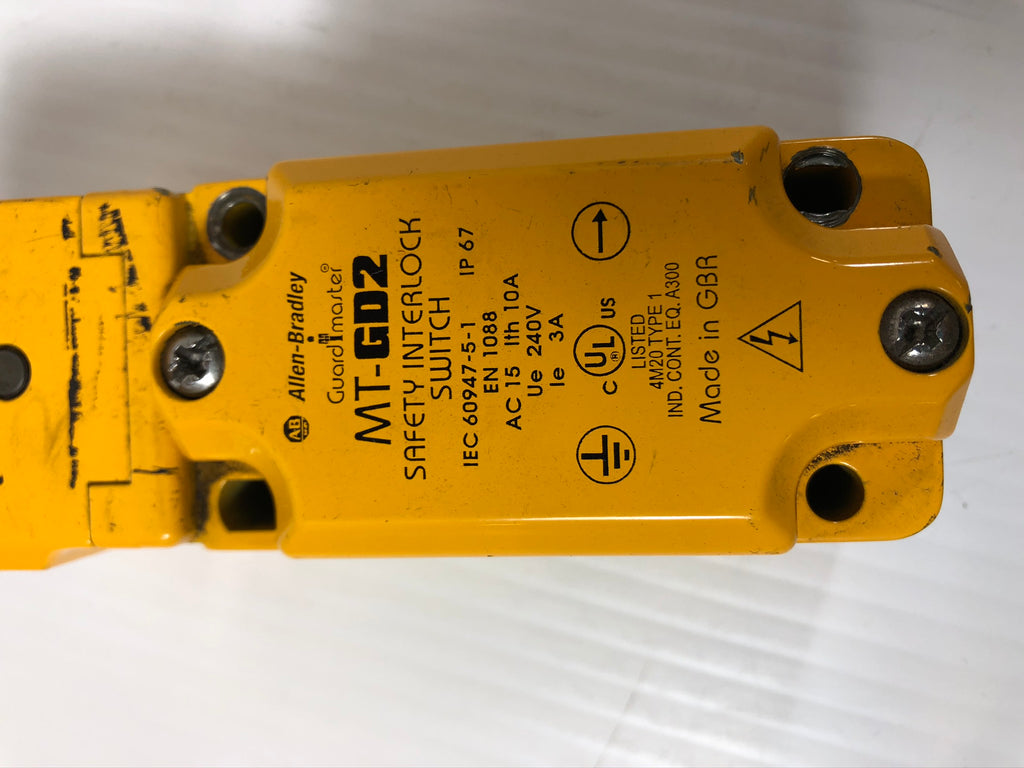 AB Allen-Bradley
Guardmaster®
MT-GD2
SAFETY INTERLOCK
SWITCH
IEC 60947-5-1 IP 67
EN 1088
AC 15 Ith 10A
Ue 240V
Ie 3A
C UL ® US
LISTED
4M20 TYPE 1
IND. CONT. EQ. A300
Made in GBR